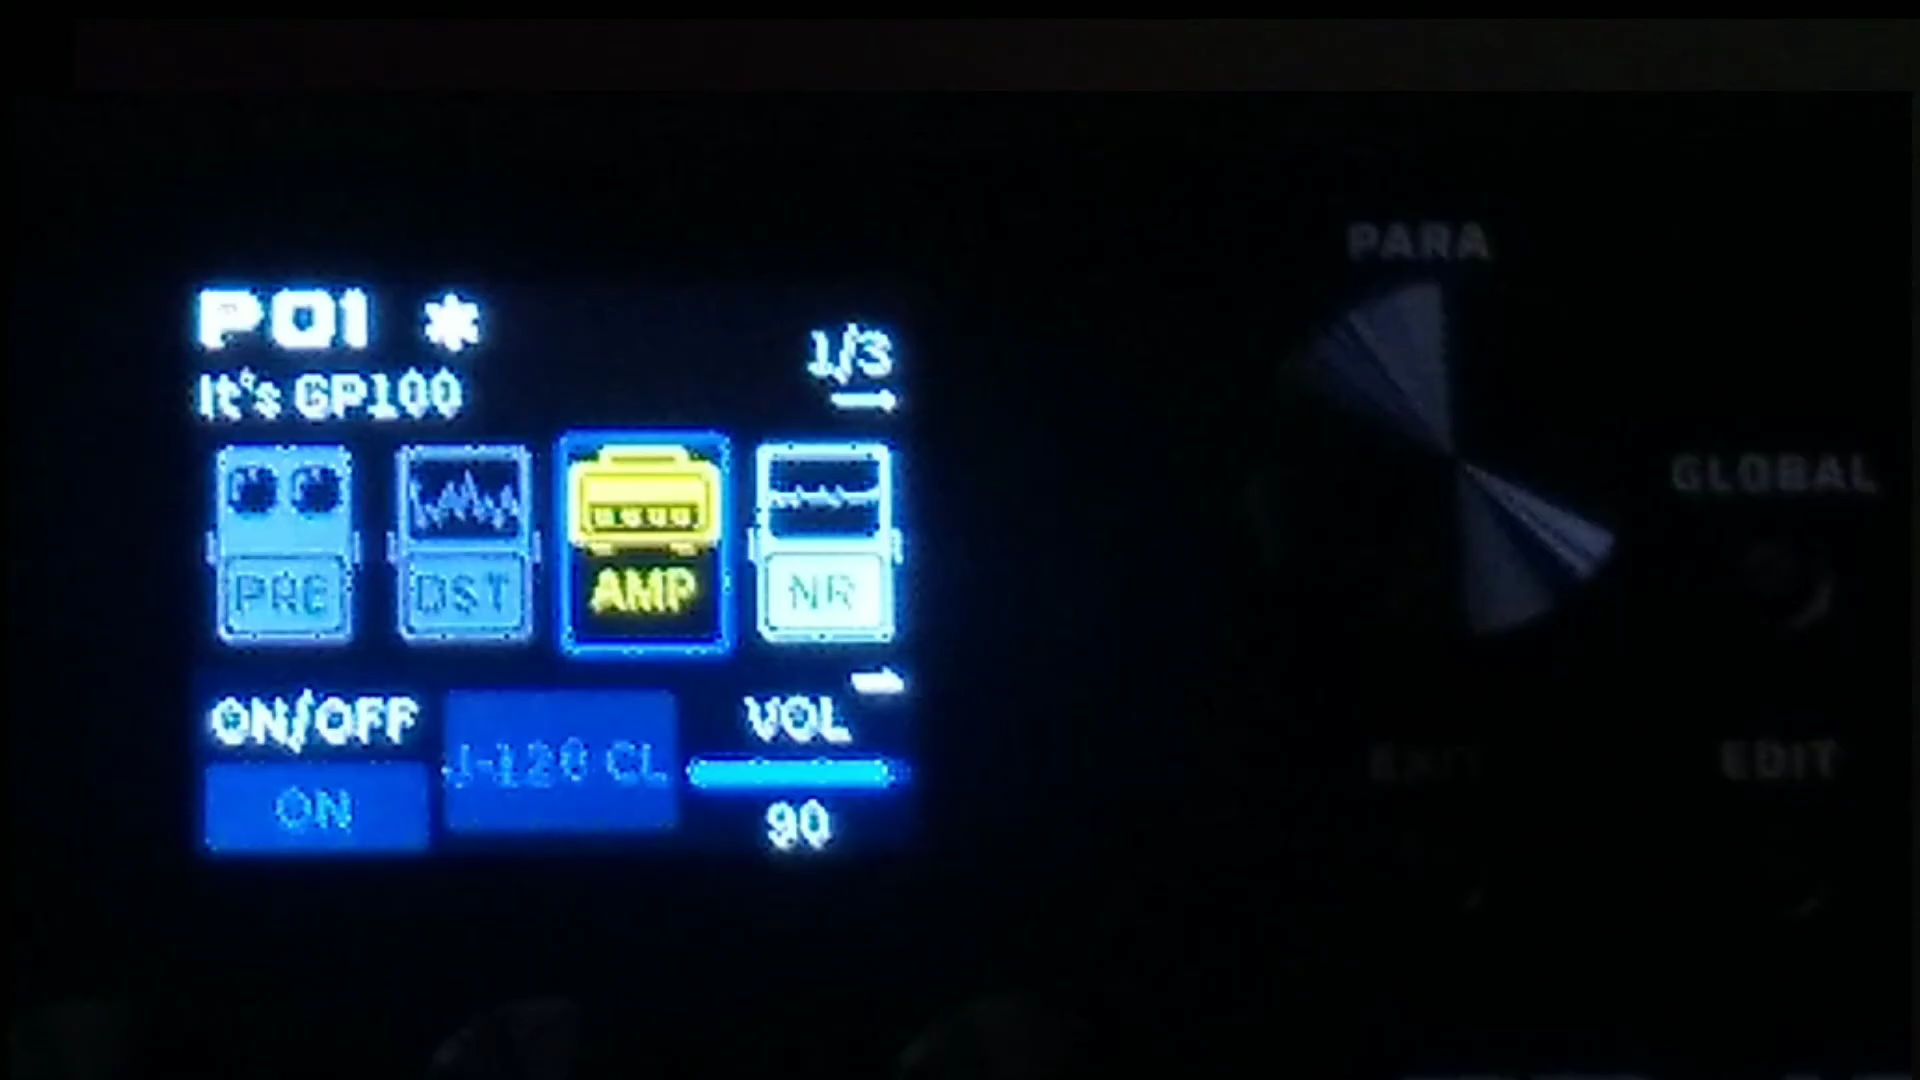 P01 *
1/3
It's GP100
PRE
DST
AMP
NR
ON/OFF
ON
J-120 CL
VOL
90
PARA
GLOBAL
EXIT
EDIT